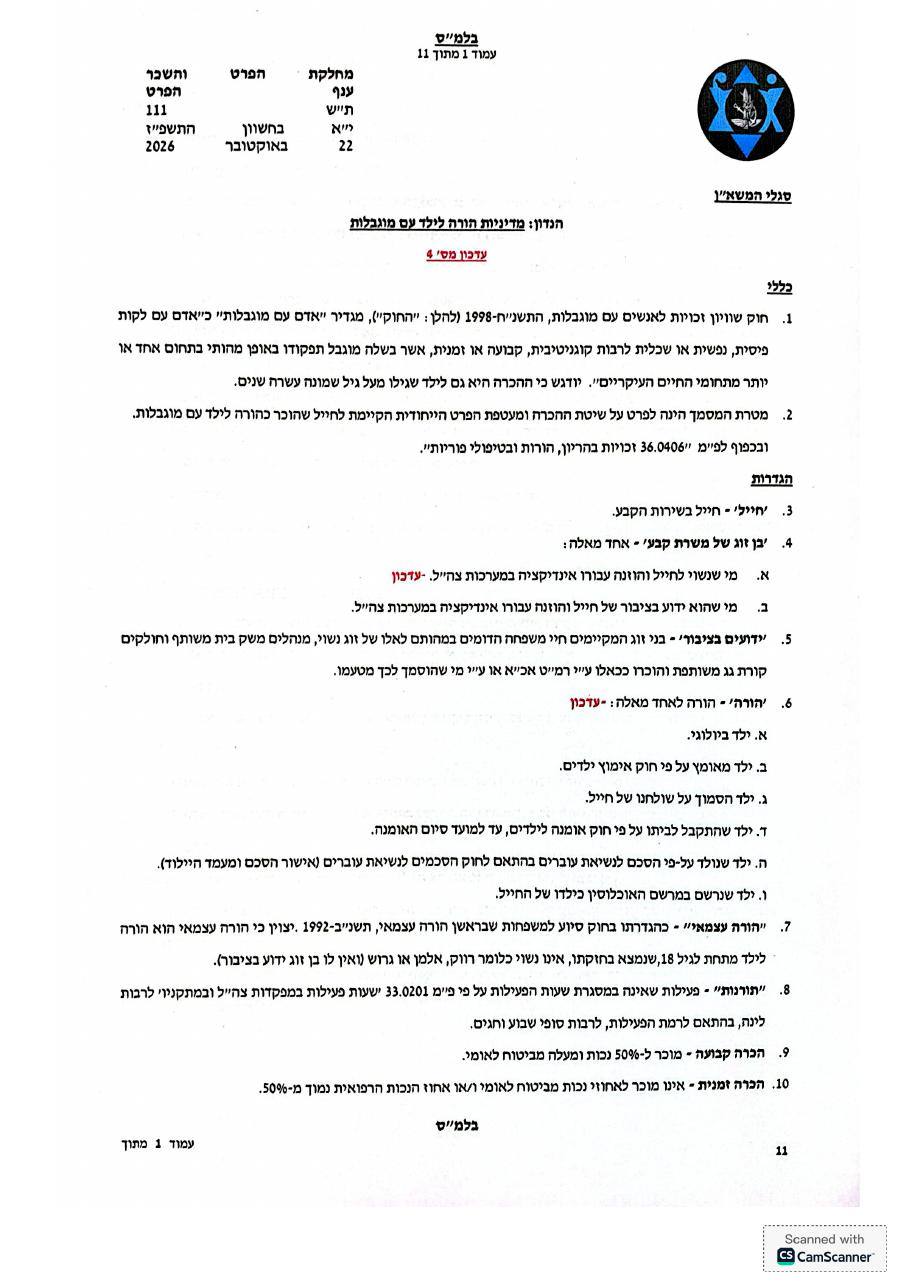 בלמ"ס
עמוד 1 מתוך 11
מחלקת הפרט והשכר
ענף הפרט
ת"ש 111
י"א בחשוון התשפ"ז
22 באוקטובר 2026
סגלי המשא"ן
הנדון: מדיניות הורה לילד עם מוגבלות
עדכון מס' 4
כללי
1. חוק שוויון זכויות לאנשים עם מוגבלות, התשנ"ח-1998 (להלן: "החוק"), מגדיר "אדם עם מוגבלות" כ"אדם עם לקות
פיסית, נפשית או שכלית לרבות קוגניטיבית, קבועה או זמנית, אשר בשלה מוגבל תפקודו באופן מהותי בתחום אחד או
יותר מתחומי החיים העיקריים". יודגש כי ההכרה היא גם לילד שגילו מעל גיל שמונה עשרה שנים.
2. מטרת המסמך הינה לפרט על שיטת ההכרה ומעטפת הפרט הייחודית הקיימת לחייל שהוכר כהורה לילד עם מוגבלות.
ובכפוף לפ"מ "36.0406 זכויות בהריון, הורות ובטיפולי פוריות".
הגדרות
3. 'חייל' - חייל בשירות הקבע.
4. 'בן זוג של משרת קבע' - אחד מאלה:
א. מי שנשוי לחייל והוזנה עבורו אינדיקציה במערכות צה"ל. -עדכון
ב. מי שהוא ידוע בציבור של חייל והוזנה עבורו אינדיקציה במערכות צה"ל.
5. 'ידועים בציבור' - בני זוג המקיימים חיי משפחה הדומים במהותם לאלו של זוג נשוי, מנהלים משק בית משותף וחולקים
קורת גג משותפת והוכרו ככאלו ע"י רמ"ט אכ"א או ע"י מי שהוסמך לכך מטעמו.
6. 'הורה' - הורה לאחד מאלה: -עדכון
א. ילד ביולוגי.
ב. ילד מאומץ על פי חוק אימוץ ילדים.
ג. ילד הסמוך על שולחנו של חייל.
ד. ילד שהתקבל לביתו על פי חוק אומנה לילדים, עד למועד סיום האומנה.
ה. ילד שנולד על-פי הסכם לנשיאת עוברים בהתאם לחוק הסכמים לנשיאת עוברים (אישור הסכם ומעמד היילוד).
ו. ילד שנרשם במרשם האוכלוסין כילדו של החייל.
7. "הורה עצמאי" - כהגדרתו בחוק סיוע למשפחות שבראשן הורה עצמאי, תשנ"ב-1992 .יצוין כי הורה עצמאי הוא הורה
לילד מתחת לגיל 18,שנמצא בחזקתו, אינו נשוי כלומר רווק, אלמן או גרוש (ואין לו בן זוג ידוע בציבור).
8. "תורנות" - פעילות שאינה במסגרת שעות הפעילות על פי פ"מ 33.0201 'שעות פעילות במפקדות צה"ל ובמתקניו' לרבות
לינה, בהתאם לרמת הפעילות, לרבות סופי שבוע וחגים.
9. הכרה קבועה - מוכר ל-50% נכות ומעלה מביטוח לאומי.
10. הכרה זמנית - אינו מוכר לאחוזי נכות מביטוח לאומי ו/או אחוז הנכות הרפואית נמוך מ-50%.
בלמ"ס
עמוד 1 מתוך
11
Scanned with
CS CamScanner